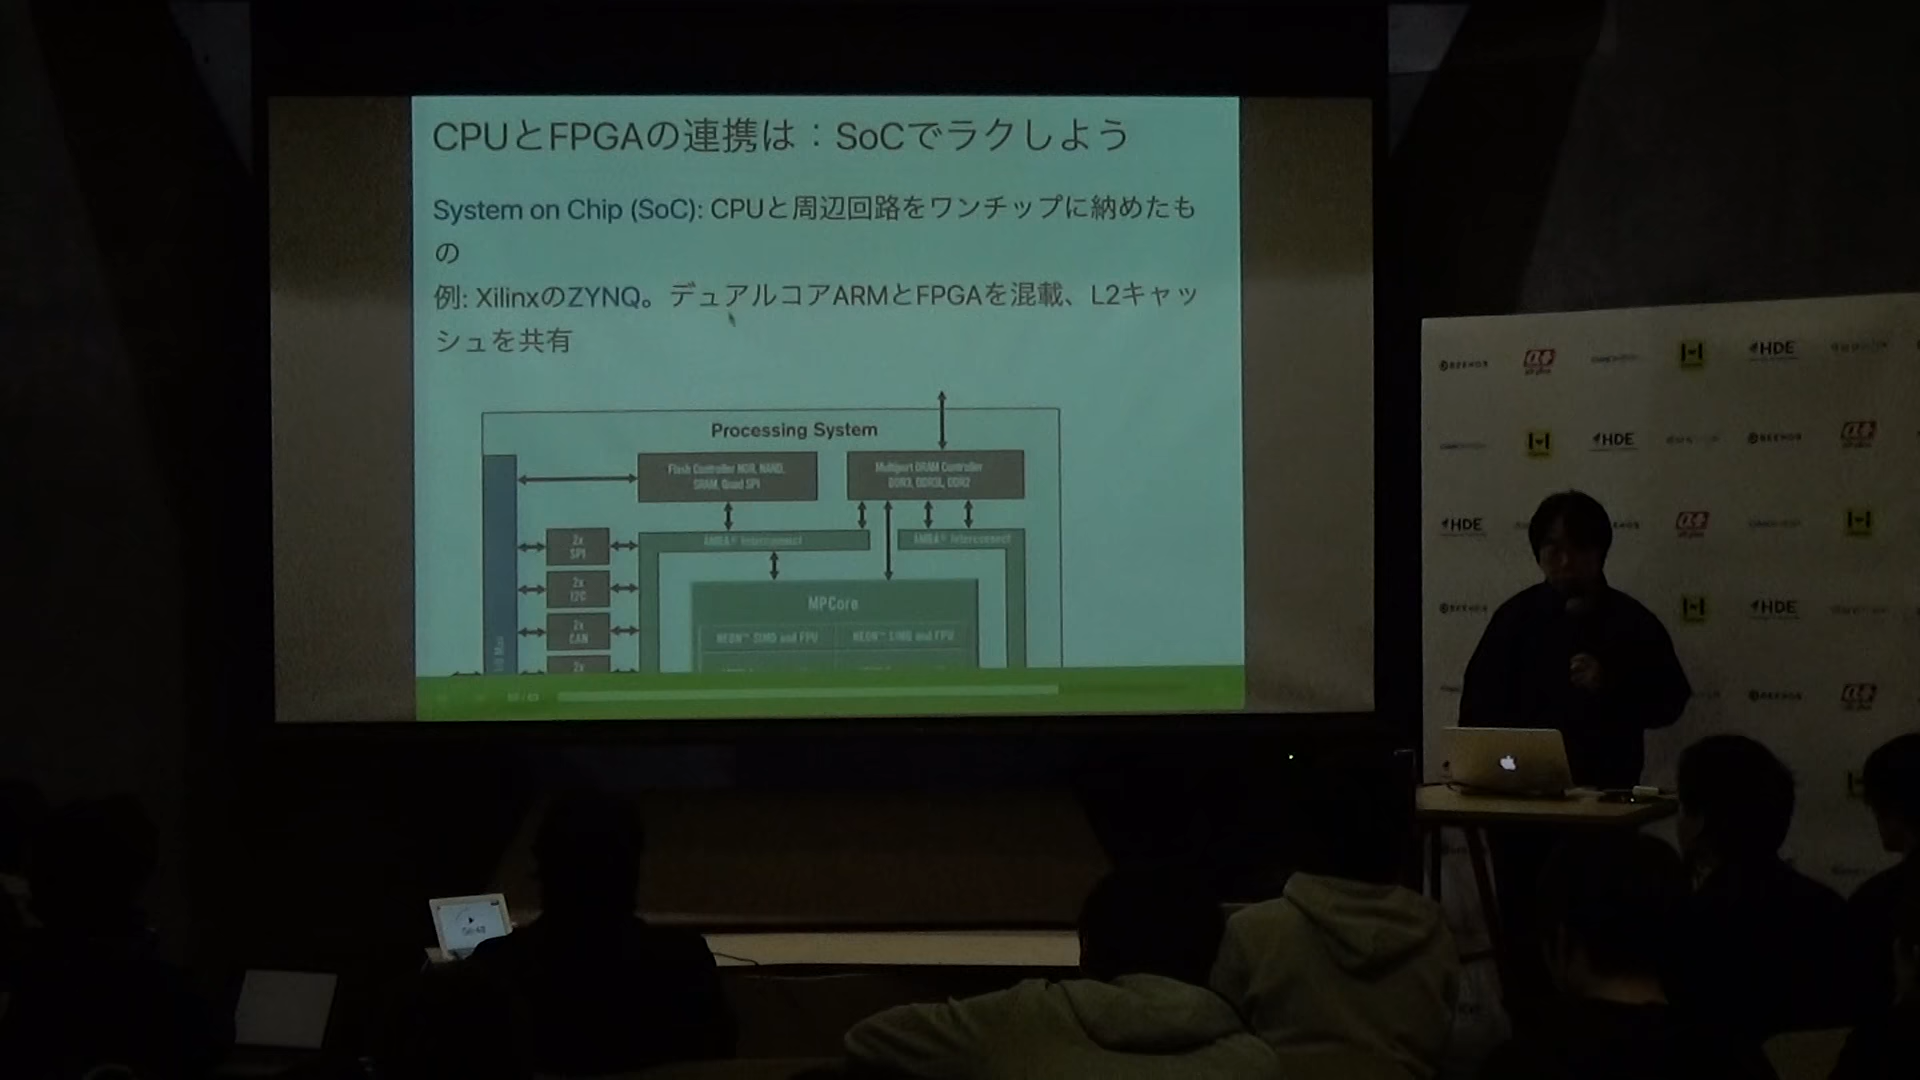 CPUとFPGAの連携は：SoCでラクしよう
System on Chip (SoC): CPUと周辺回路をワンチップに納めたも
の
例: XilinxのZYNQ。デュアルコアARMとFPGAを混載、L2キャッ
シュを共有
Processing System
Flash Controller NOR, NAND,
SRAM, Quad SPI
Multiport DRAM Controller
DDR3, DDR3L, DDR2
AMBA® Interconnect
AMBA® Interconnect
2x
SPI
2x
I2C
2x
CAN
2x
MPCore
NEON™ SIMD and FPU
NEON™ SIMD and FPU
HDE
HDE
HDE
HDE